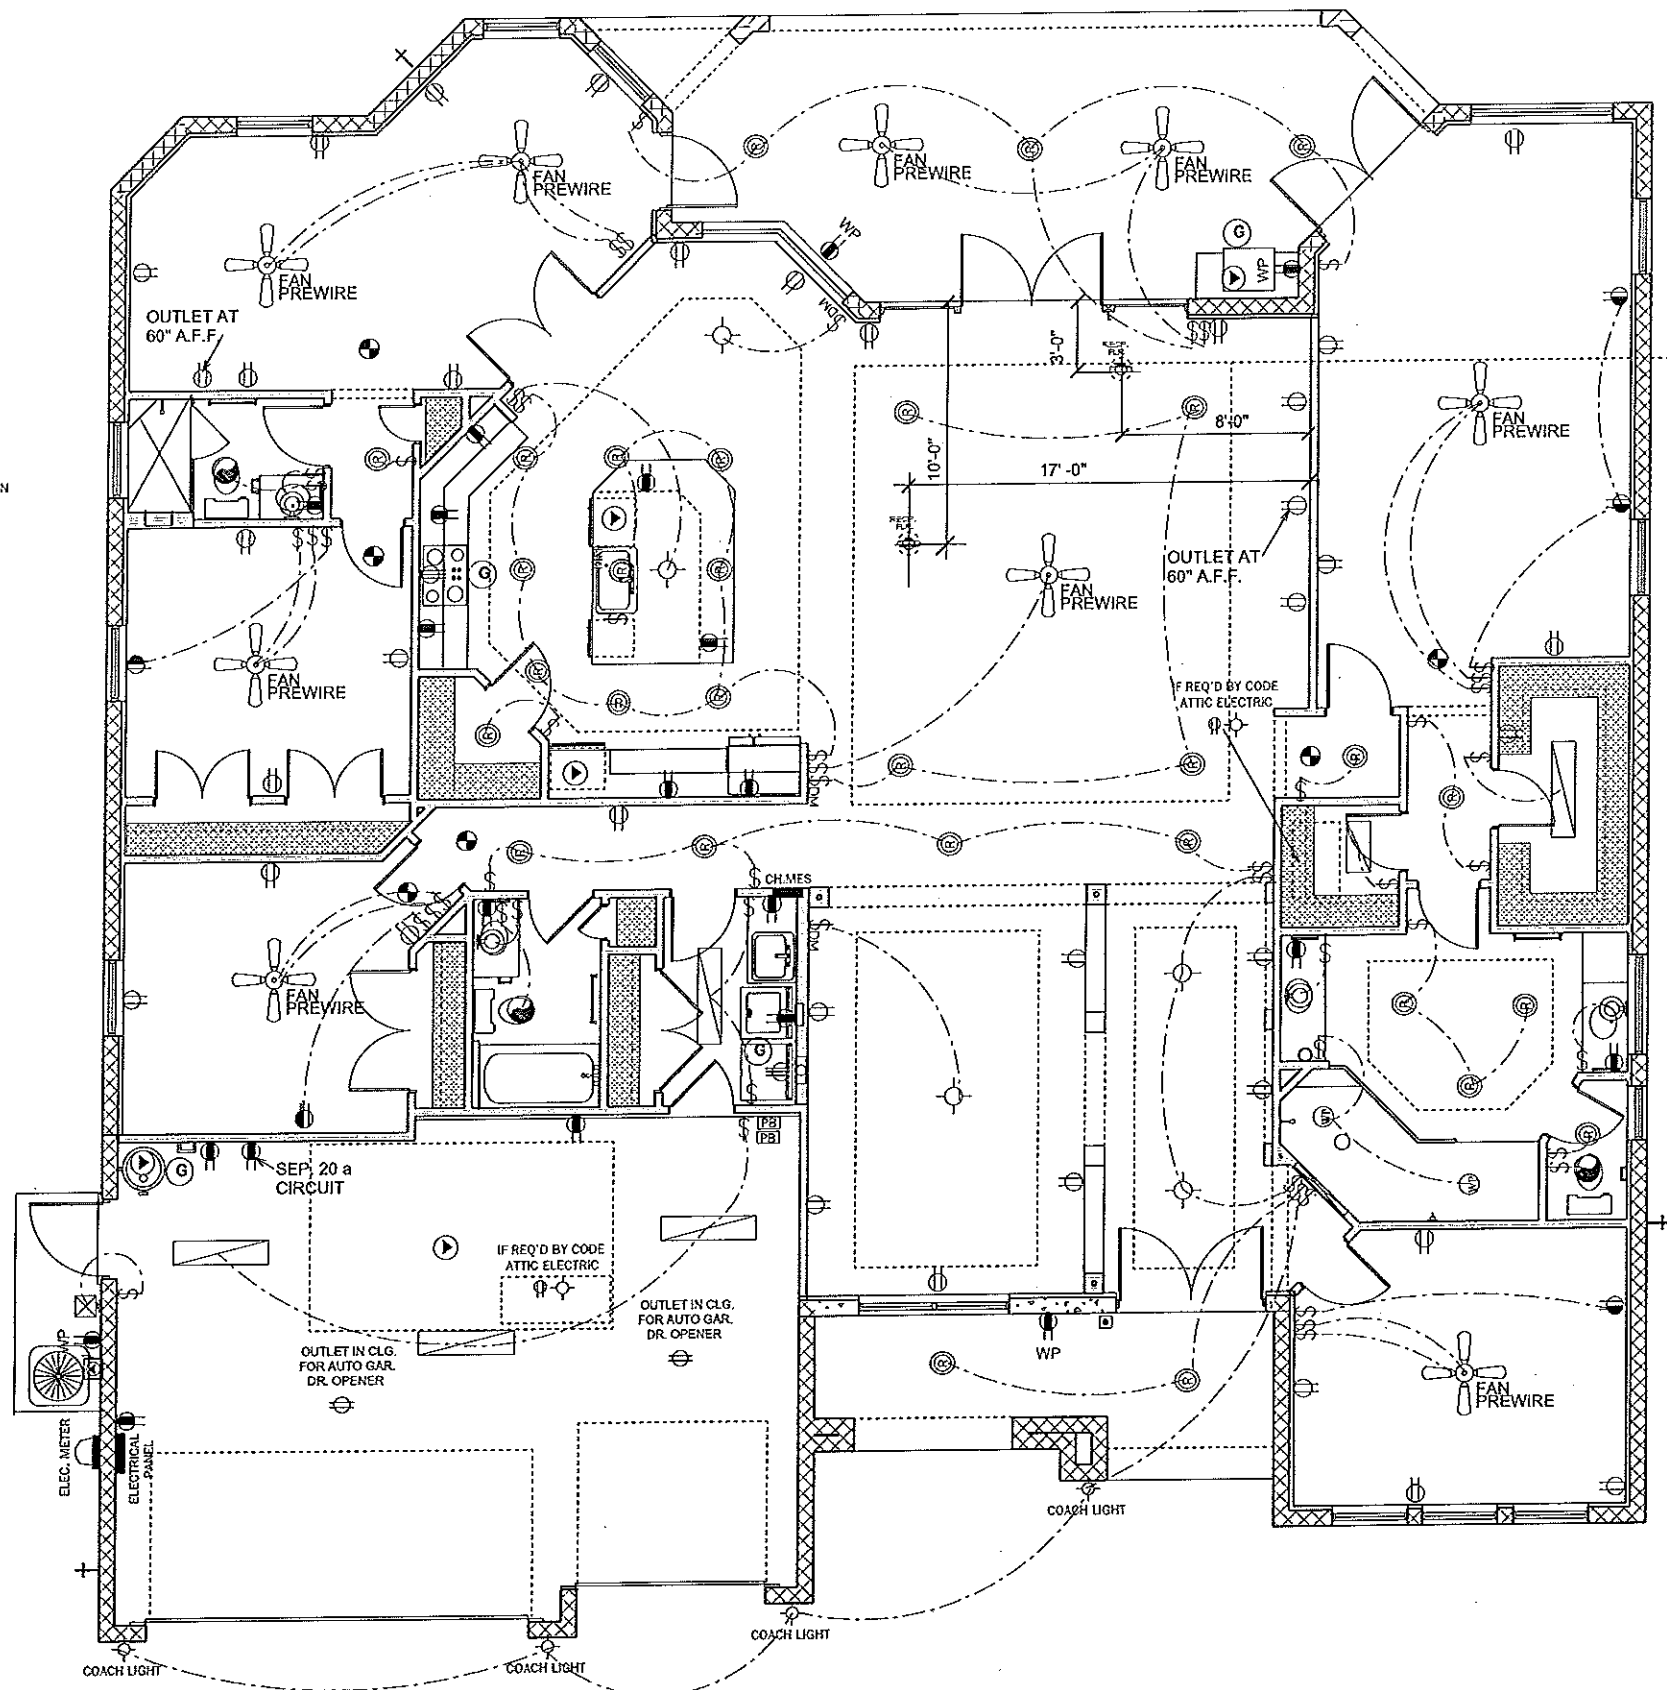 FAN
PREWIRE
FAN
PREWIRE
FAN
PREWIRE
FAN
PREWIRE
WP
G
WP
OUTLET AT
60" A.F.F.
$DM
3'-0"
8'-0"
10'-0"
17' -0"
FAN
PREWIRE
N
G
OUTLET AT
60" A.F.F.
FAN
PREWIRE
FAN
PREWIRE
IF REQ'D BY CODE
ATTIC ELECTRIC
$DM
CH.MES
$DM
FAN
PREWIRE
G
PB
PB
G
SEP. 20 a
CIRCUIT
WP
WP
IF REQ'D BY CODE
ATTIC ELECTRIC
OUTLET IN CLG.
FOR AUTO GAR.
DR. OPENER
OUTLET IN CLG.
FOR AUTO GAR.
DR. OPENER
WP
WP
FAN
PREWIRE
ELEC. METER
ELECTRICAL
PANEL
COACH LIGHT
COACH LIGHT
COACH LIGHT
COACH LIGHT